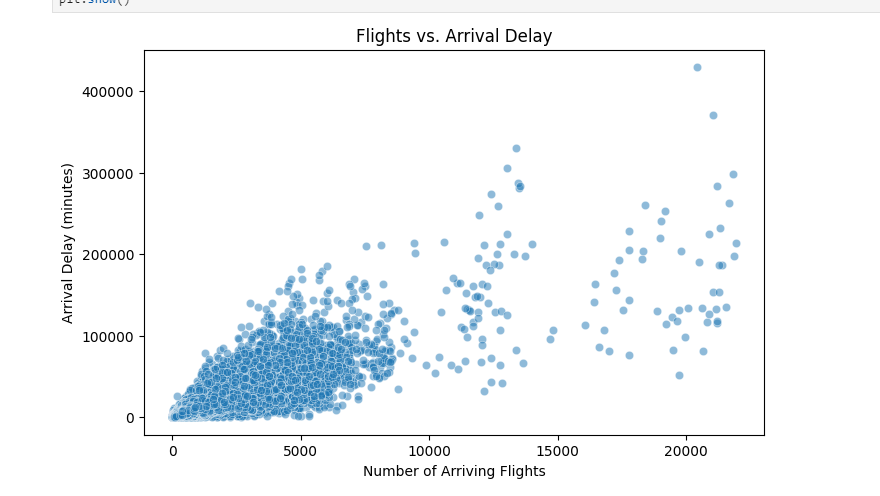 plt.show()
Flights vs. Arrival Delay
400000
300000
200000
100000
0
Arrival Delay (minutes)
0 5000 10000 15000 20000
Number of Arriving Flights